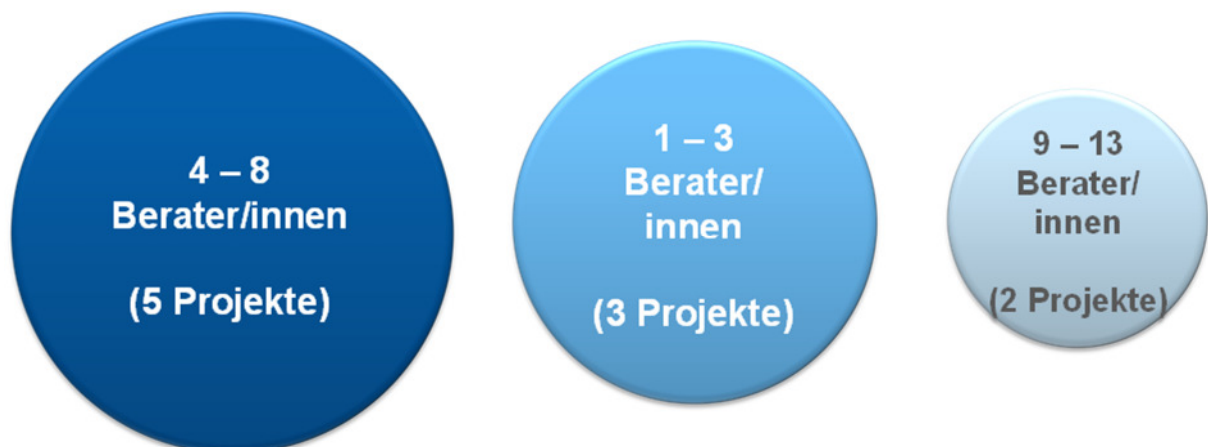 4 – 8
Berater/innen
(5 Projekte)
1 – 3
Berater/
innen
(3 Projekte)
9 – 13
Berater/
innen
(2 Projekte)